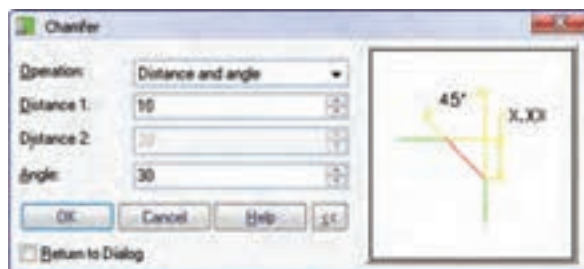 Chamfer
Operation: Distance and angle
Distance 1: 10
Distance 2:
Angle: 30
OK Cancel Help <<
Return to Dialog
45°
X,XX